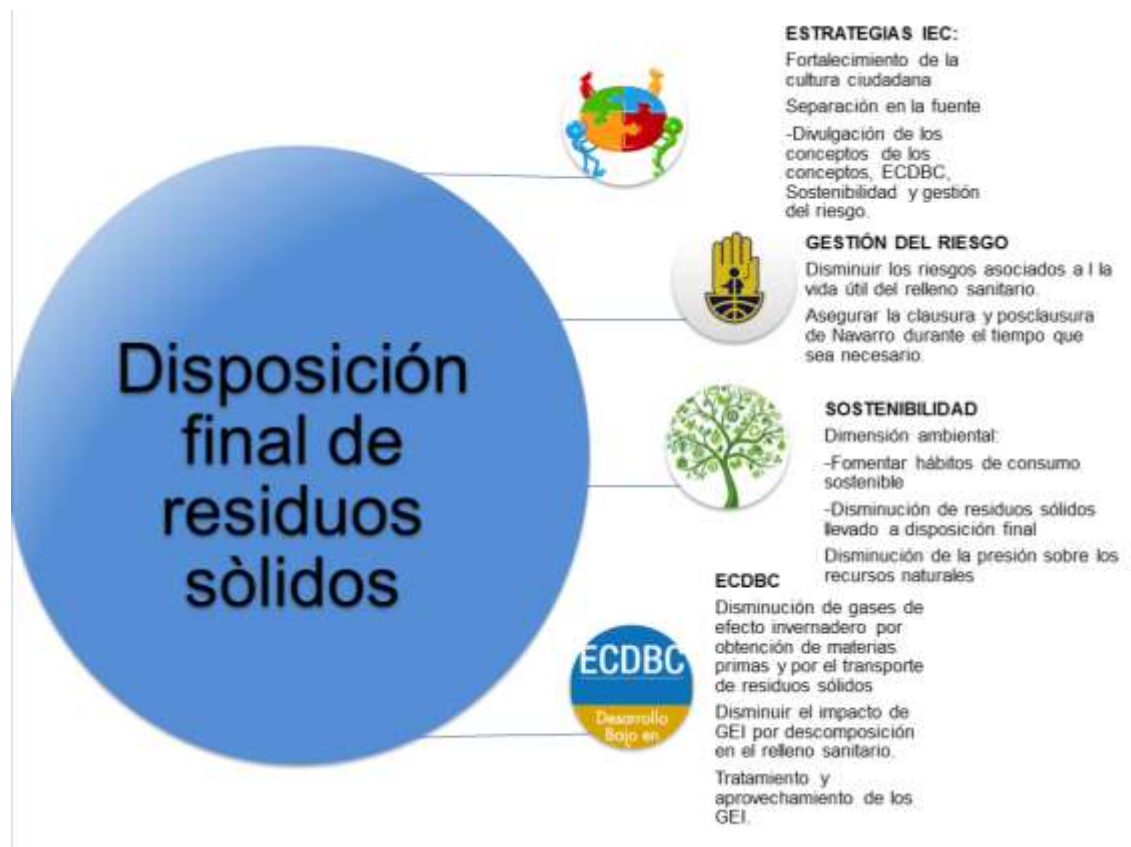 Disposición
final de
residuos
sòlidos
ESTRATEGIAS IEC:
Fortalecimiento de la
cultura ciudadana
Separación en la fuente
-Divulgación de los
conceptos de los
conceptos, ECDBC,
Sostenibilidad y gestión
del riesgo.
GESTIÓN DEL RIESGO
Disminuir los riesgos asociados a l la
vida útil del relleno sanitario.
Asegurar la clausura y posclausura
de Navarro durante el tiempo que
sea necesario.
SOSTENIBILIDAD
Dimensión ambiental:
-Fomentar hábitos de consumo
sostenible
-Disminución de residuos sólidos
llevado a disposición final
Disminución de la presión sobre los
recursos naturales
ECDBC
Desarrollo
Bajo en
ECDBC
Disminución de gases de
efecto invernadero por
obtención de materias
primas y por el transporte
de residuos sólidos
Disminuir el impacto de
GEI por descomposición
en el relleno sanitario.
Tratamiento y
aprovechamiento de los
GEI.